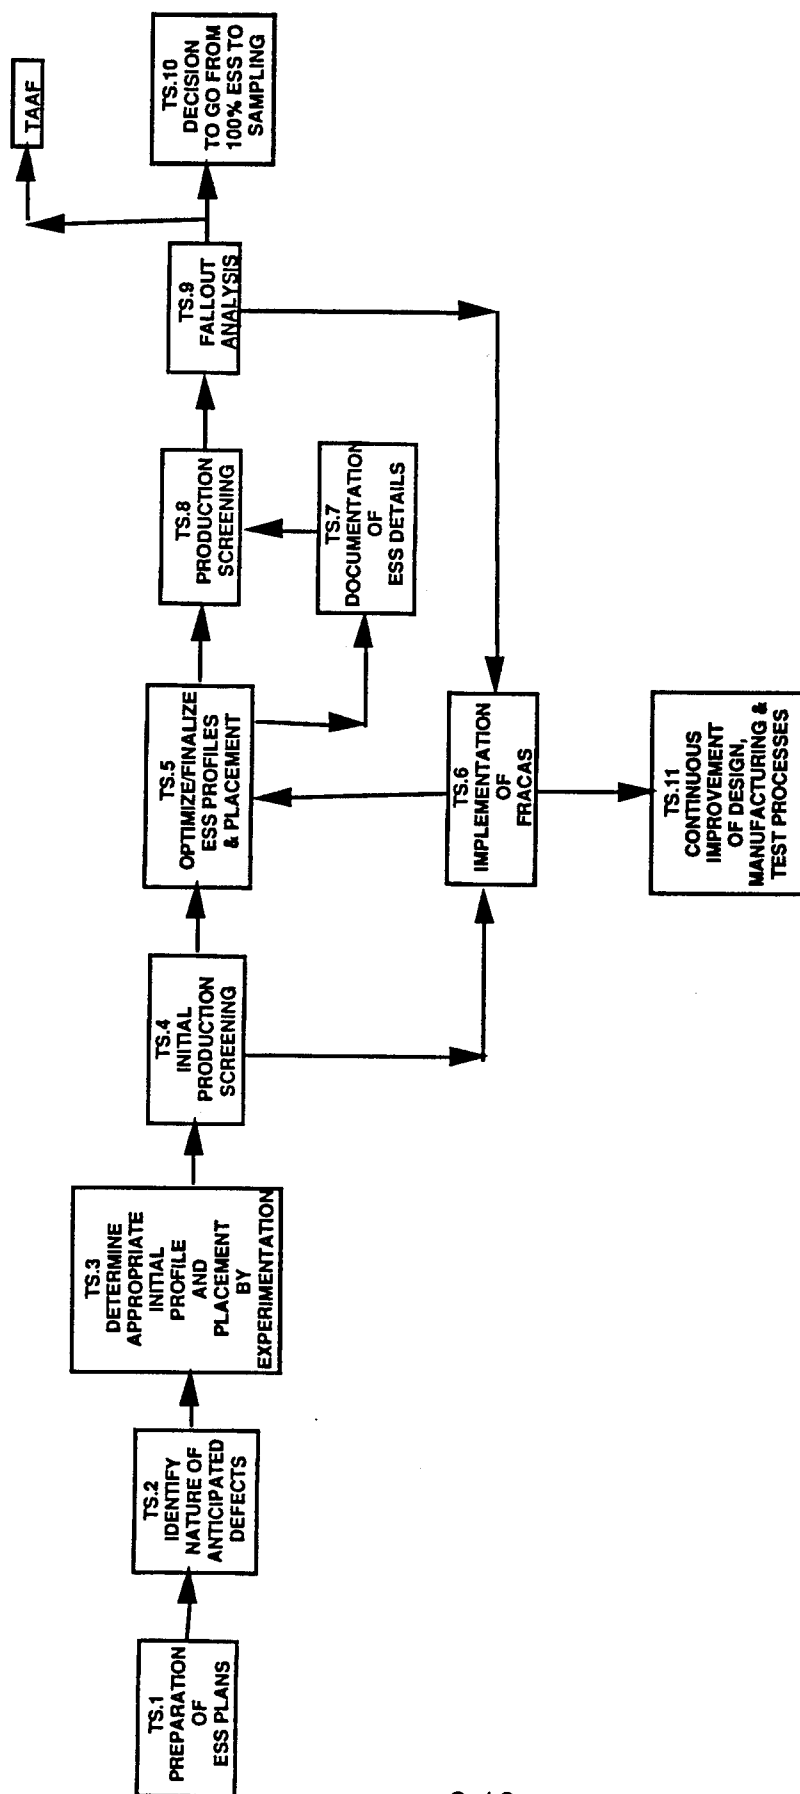 TS.1
PREPARATION
OF
ESS PLANS
TS.2
IDENTIFY
NATURE OF
ANTICIPATED
DEFECTS
TS.3
DETERMINE
APPROPRIATE
INITIAL
PROFILE
AND
PLACEMENT
BY
EXPERIMENTATION
TS.4
INITIAL
PRODUCTION
SCREENING
TS.5
OPTIMIZE/FINALIZE
ESS PROFILES
& PLACEMENT
TS.6
IMPLEMENTATION
OF
FRACAS
TS.7
DOCUMENTATION
OF
ESS DETAILS
TS.8
PRODUCTION
SCREENING
TS.9
FALLOUT
ANALYSIS
TAAF
TS.10
DECISION
TO GO FROM
100% ESS TO
SAMPLING
TS.11
CONTINUOUS
IMPROVEMENT
OF DESIGN,
MANUFACTURING &
TEST PROCESSES